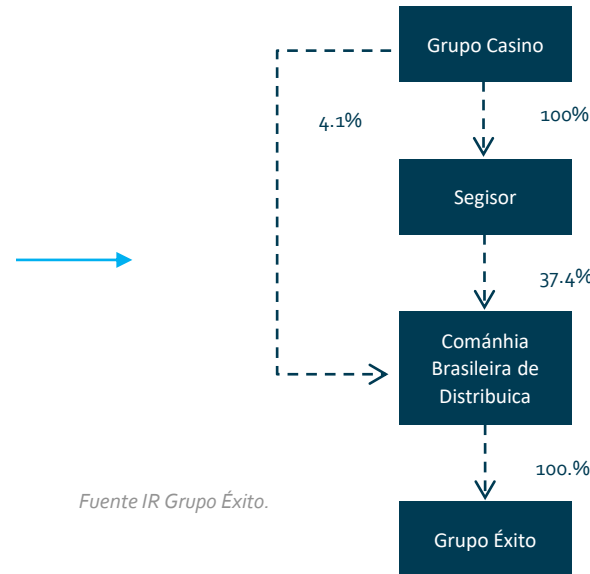 Grupo Casino
4.1%
100%
Segisor
37.4%
Cománhia
Brasileira de
Distribuica
100.%
Fuente IR Grupo Éxito.
Grupo Éxito